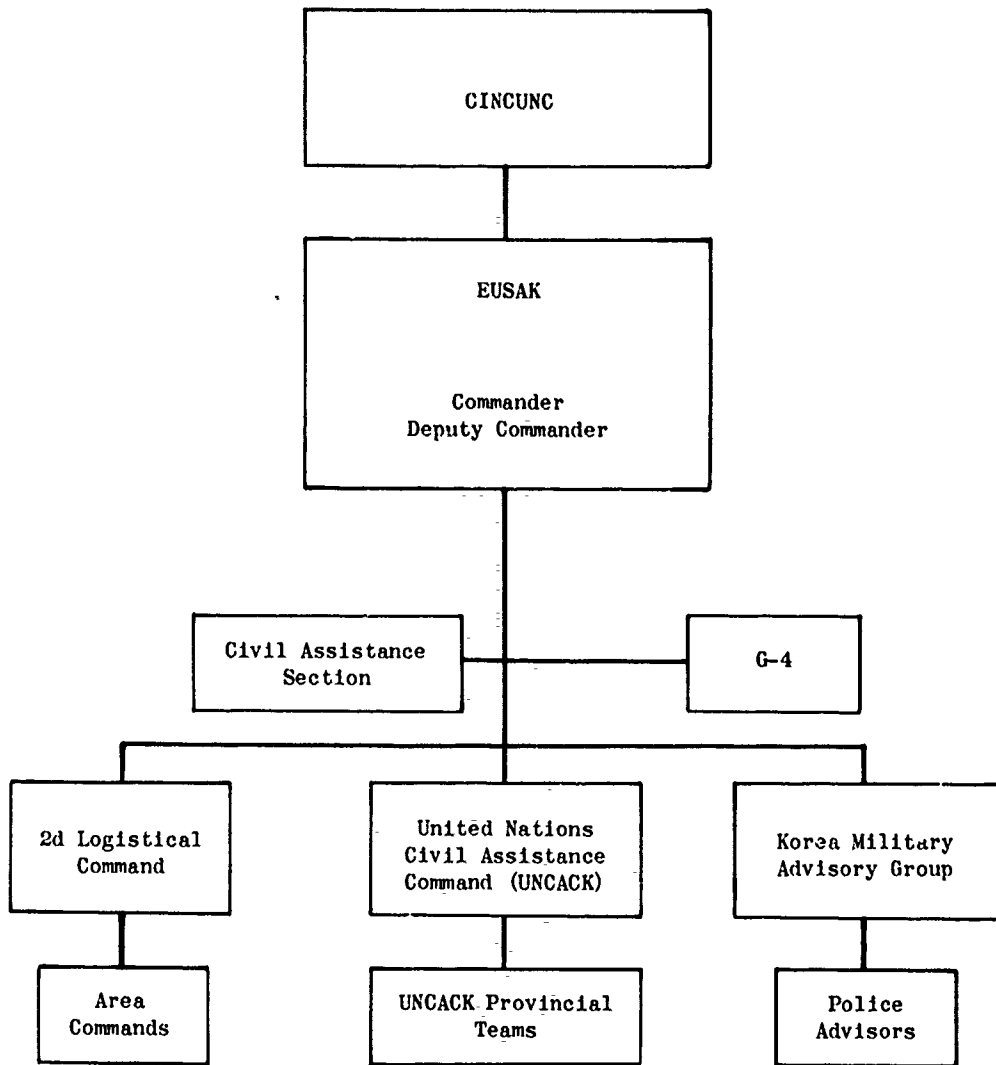 CINCUNC
EUSAK
Commander
Deputy Commander
Civil Assistance
Section
G-4
2d Logistical
Command
United Nations
Civil Assistance
Command (UNCACK)
Korea Military
Advisory Group
Area
Commands
UNCACK Provincial
Teams
Police
Advisors